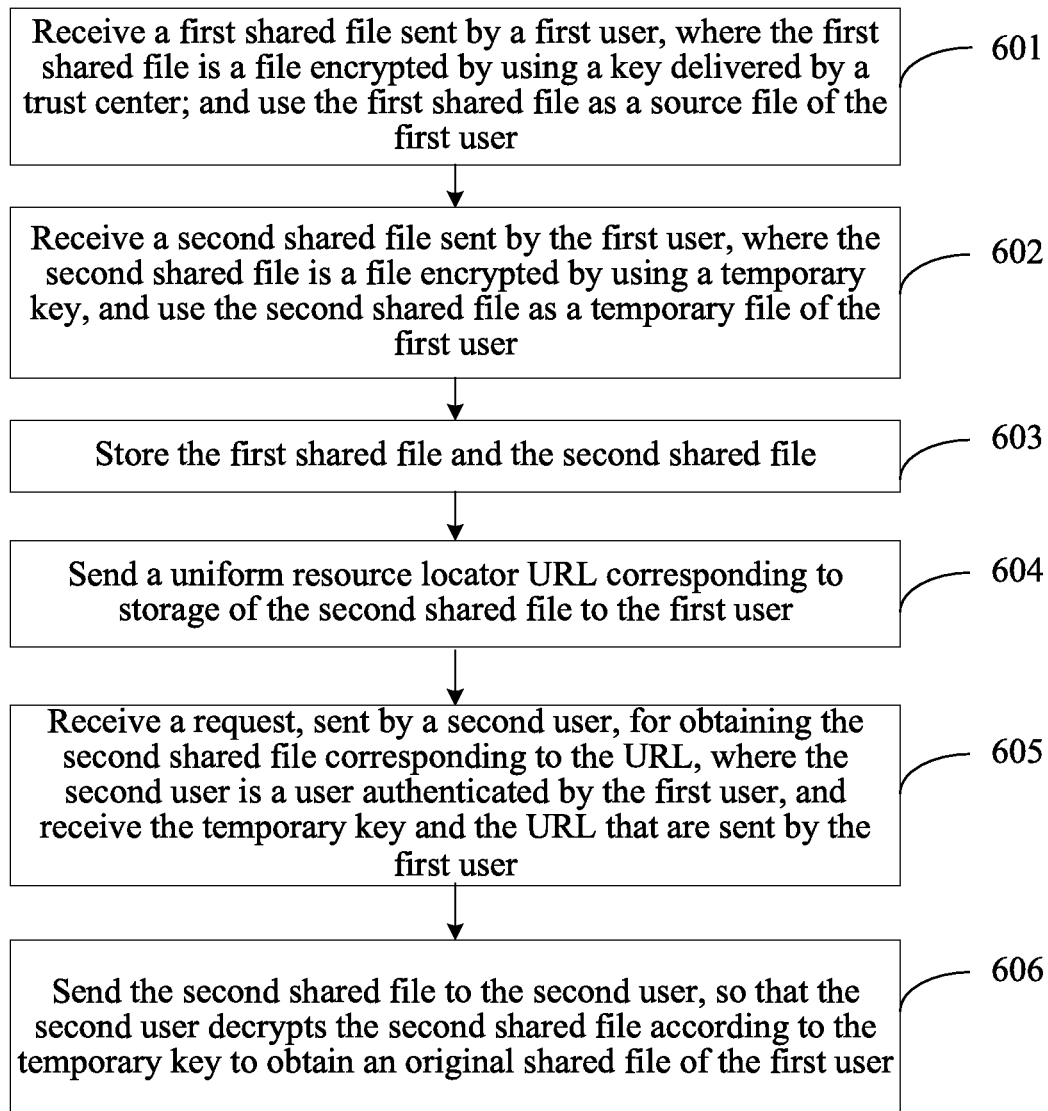 Receive a first shared file sent by a first user, where the first
shared file is a file encrypted by using a key delivered by a
trust center; and use the first shared file as a source file of the
first user
601
Receive a second shared file sent by the first user, where the
second shared file is a file encrypted by using a temporary
key, and use the second shared file as a temporary file of the
first user
602
Store the first shared file and the second shared file
603
Send a uniform resource locator URL corresponding to
storage of the second shared file to the first user
604
Receive a request, sent by a second user, for obtaining the
second shared file corresponding to the URL, where the
second user is a user authenticated by the first user, and
receive the temporary key and the URL that are sent by the
first user
605
Send the second shared file to the second user, so that the
second user decrypts the second shared file according to the
temporary key to obtain an original shared file of the first user
606